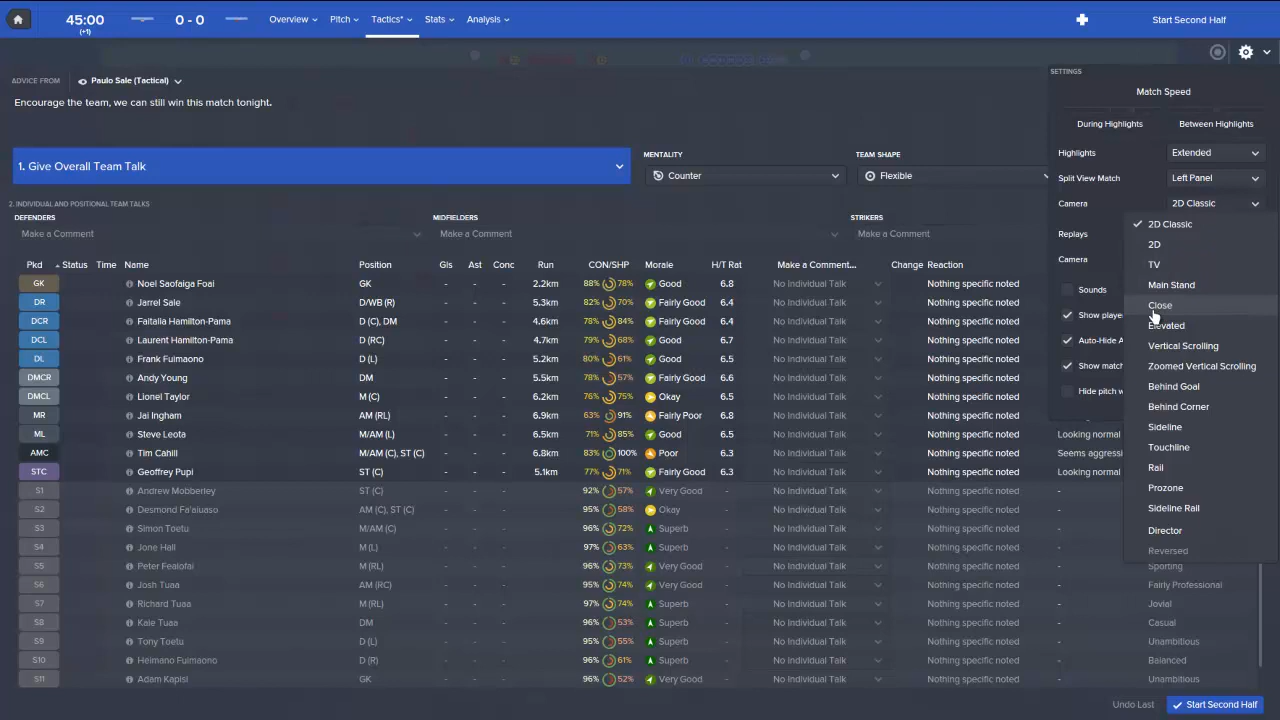 45:00
(+1)
0 - 0
Overview
Pitch
Tactics*
Stats
Analysis
Start Second Half
ADVICE FROM
Paulo Sale (Tactical)
Encourage the team, we can still win this match tonight.
1. Give Overall Team Talk
MENTALITY
Counter
TEAM SHAPE
Flexible
2. INDIVIDUAL AND POSITIONAL TEAM TALKS
DEFENDERS
Make a Comment
MIDFIELDERS
Make a Comment
STRIKERS
Make a Comment
Pkd Status Time Name Position Gls Ast Conc Run CON/SHP Morale H/T Rat Make a Comment... Change Reaction
GK Noel Saofaiga Foai GK - - - 2.2km 88% 78% Good 6.8 No Individual Talk Nothing specific noted
DR Jarrel Sale D/WB (R) - - - 5.3km 82% 70% Fairly Good 6.4 No Individual Talk Nothing specific noted
DCR Faitalia Hamilton-Pama D (C), DM - - - 4.6km 78% 84% Fairly Good 6.4 No Individual Talk Nothing specific noted
DCL Laurent Hamilton-Pama D (RC) - - - 4.7km 79% 68% Good 6.7 No Individual Talk Nothing specific noted
DL Frank Fuimaono D (L) - - - 5.2km 80% 61% Good 6.5 No Individual Talk Nothing specific noted
DMCR Andy Young DM - - - 5.5km 78% 57% Fairly Good 6.6 No Individual Talk Nothing specific noted
DMCL Lionel Taylor M (C) - - - 6.2km 76% 75% Okay 6.5 No Individual Talk Nothing specific noted
MR Jai Ingham AM (RL) - - - 6.9km 63% 91% Fairly Poor 6.8 No Individual Talk Nothing specific noted
ML Steve Leota M/AM (L) - - - 6.5km 71% 85% Good 6.5 No Individual Talk Nothing specific noted Looking normal
AMC Tim Cahill M/AM (C), ST (C) - - - 6.8km 83% 100% Poor 6.3 No Individual Talk Nothing specific noted Seems aggressi
STC Geoffrey Pupi ST (C) - - - 5.1km 77% 71% Fairly Good 6.3 No Individual Talk Nothing specific noted Looking normal
S1 Andrew Mobberley ST (C) - - - 92% 57% Very Good No Individual Talk Nothing specific noted -
S2 Desmond Fa'aiuaso AM (C), ST (C) - - - 95% 58% Okay No Individual Talk Nothing specific noted -
S3 Simon Toetu M/AM (C) - - - 96% 72% Superb No Individual Talk Nothing specific noted -
S4 Jone Hall M (L) - - - 97% 63% Superb No Individual Talk Nothing specific noted -
S5 Peter Fealofai M (RL) - - - 96% 73% Very Good No Individual Talk Nothing specific noted - Sporting
S6 Josh Tuaa AM (RC) - - - 95% 74% Very Good No Individual Talk Nothing specific noted - Fairly Professional
S7 Richard Tuaa M (RL) - - - 97% 74% Superb No Individual Talk Nothing specific noted - Jovial
S8 Kale Tuaa DM - - - 96% 53% Superb No Individual Talk Nothing specific noted - Casual
S9 Tony Toetu D (L) - - - 95% 55% Superb No Individual Talk Nothing specific noted - Unambitious
S10 Heimano Fuimaono D (R) - - - 96% 61% Superb No Individual Talk Nothing specific noted - Balanced
S11 Adam Kapisi GK - - - 96% 52% Very Good No Individual Talk Nothing specific noted - Unambitious
SETTINGS
Match Speed
During Highlights
Between Highlights
Highlights Extended
Split View Match Left Panel
Camera 2D Classic
Replays
Camera
Sounds
Show playe
Auto-Hide A
Show matc
Hide pitch w
2D Classic
2D
TV
Main Stand
Close
Elevated
Vertical Scrolling
Zoomed Vertical Scrolling
Behind Goal
Behind Corner
Sideline
Touchline
Rail
Prozone
Sideline Rail
Director
Reversed
Undo Last
Start Second Half